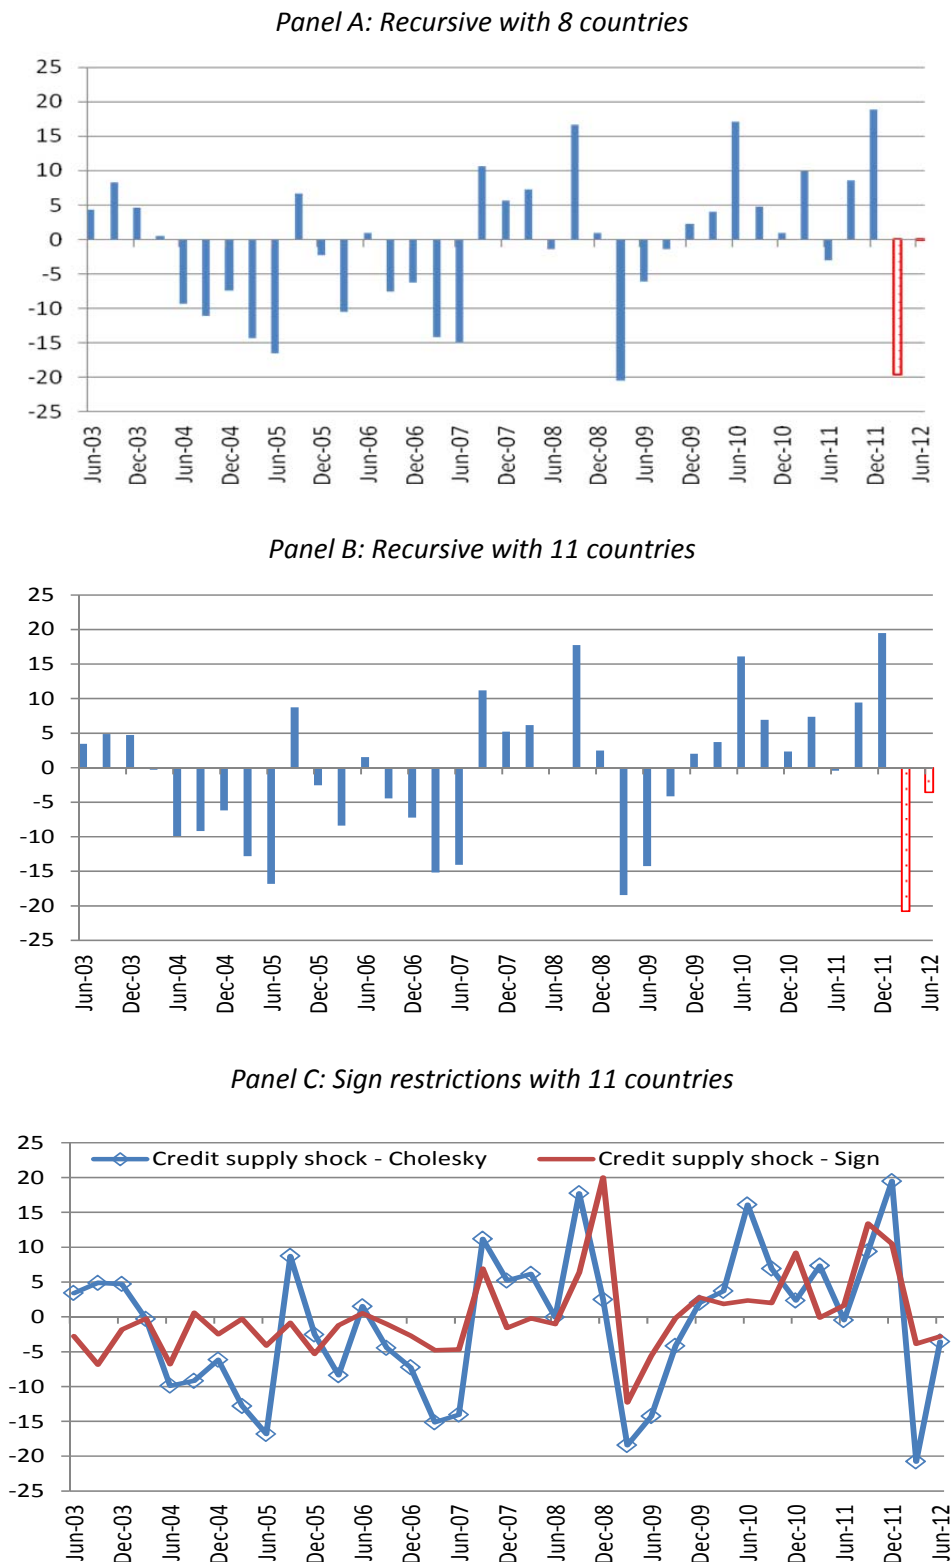 Panel A: Recursive with 8 countries
25
20
15
10
5
0
-5
-10
-15
-20
-25
Jun-03
Dec-03
Jun-04
Dec-04
Jun-05
Dec-05
Jun-06
Dec-06
Jun-07
Dec-07
Jun-08
Dec-08
Jun-09
Dec-09
Jun-10
Dec-10
Jun-11
Dec-11
Jun-12
Panel B: Recursive with 11 countries
25
20
15
10
5
0
-5
-10
-15
-20
-25
Jun-03
Dec-03
Jun-04
Dec-04
Jun-05
Dec-05
Jun-06
Dec-06
Jun-07
Dec-07
Jun-08
Dec-08
Jun-09
Dec-09
Jun-10
Dec-10
Jun-11
Dec-11
Jun-12
Panel C: Sign restrictions with 11 countries
Credit supply shock - Cholesky
Credit supply shock - Sign
25
20
15
10
5
0
-5
-10
-15
-20
-25
Jun-03
Dec-03
Jun-04
Dec-04
Jun-05
Dec-05
Jun-06
Dec-06
Jun-07
Dec-07
Jun-08
Dec-08
Jun-09
Dec-09
Jun-10
Dec-10
Jun-11
Dec-11
Jun-12